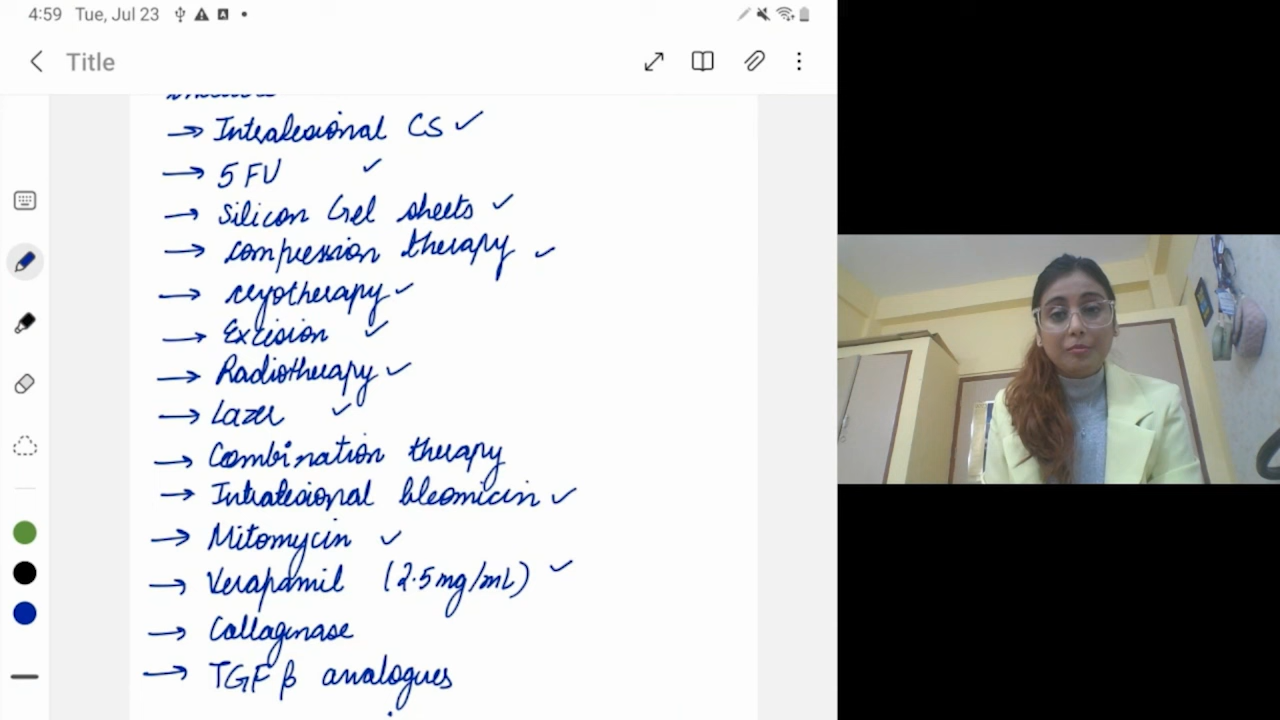 4:59 Tue, Jul 23
Title
→ Intralesional CS ✓
→ 5 FU ✓
→ Silicon Gel sheets ✓
→ compression therapy ✓
→ cryotherapy ✓
→ Excision ✓
→ Radiotherapy ✓
→ Lazer ✓
→ Combination therapy
→ Intralesional bleomicin ✓
→ Mitomycin ✓
→ Verapamil (2.5mg/mL) ✓
→ Collaginase
→ TGF β analogues